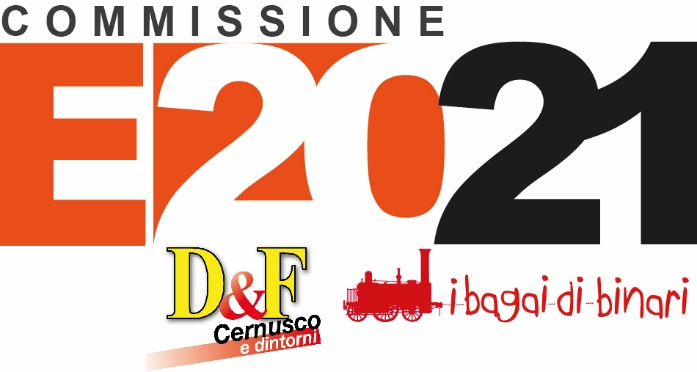 COMMISSIONE
E2021
D&F
Cernusco
e dintorni
i bagai di binari